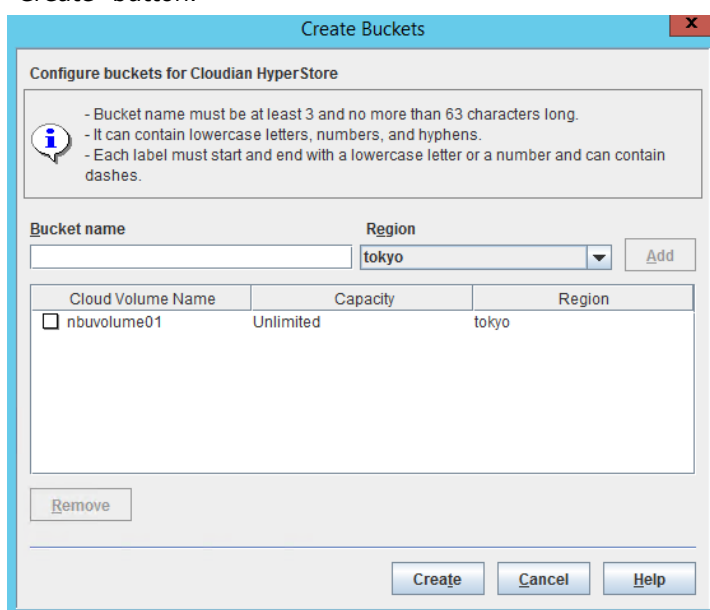 Create Buckets
x
Configure buckets for Cloudian HyperStore
- Bucket name must be at least 3 and no more than 63 characters long.
- It can contain lowercase letters, numbers, and hyphens.
- Each label must start and end with a lowercase letter or a number and can contain
dashes.
Bucket name Region
tokyo Add
Cloud Volume Name Capacity Region
nbuvolume01 Unlimited tokyo
Remove
Create Cancel Help